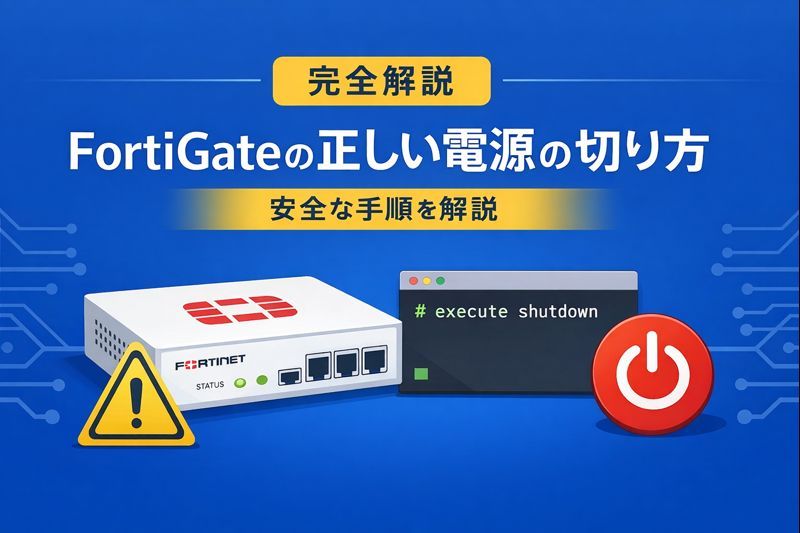 完全解説
FortiGateの正しい電源の切り方
安全な手順を解説
FORTINET
STATUS
# execute shutdown